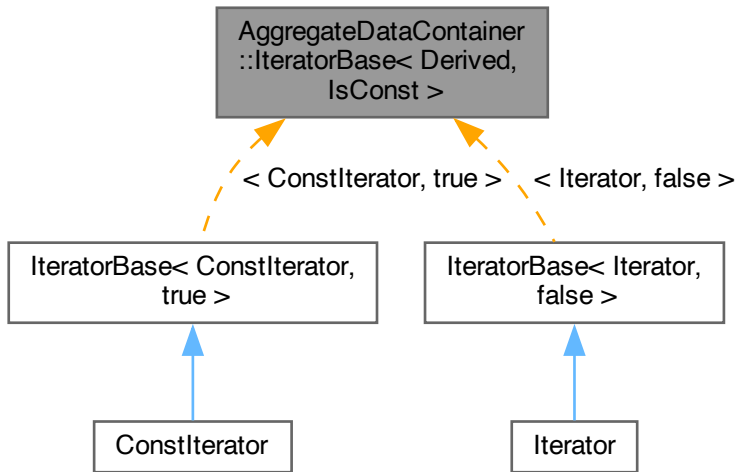 AggregateDataContainer
::IteratorBase< Derived,
IsConst >
< ConstIterator, true >
< Iterator, false >
IteratorBase< ConstIterator,
true >
IteratorBase< Iterator,
false >
ConstIterator
Iterator